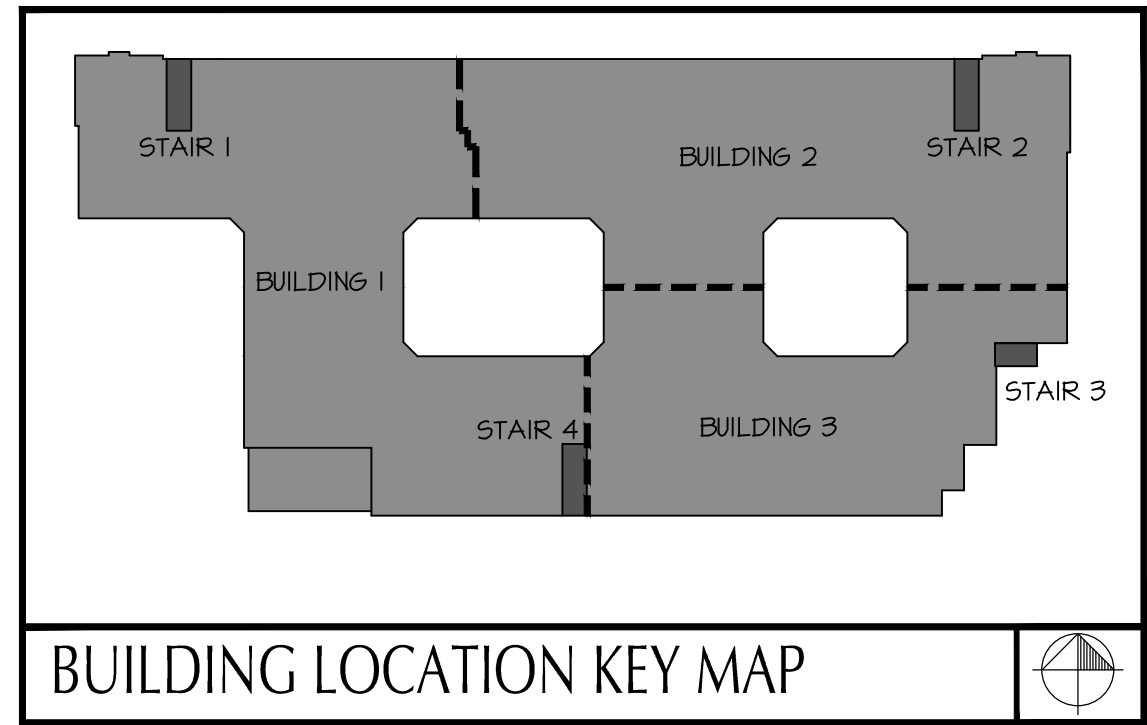 STAIR 1
BUILDING 2
STAIR 2
BUILDING 1
STAIR 3
STAIR 4
BUILDING 3
BUILDING LOCATION KEY MAP